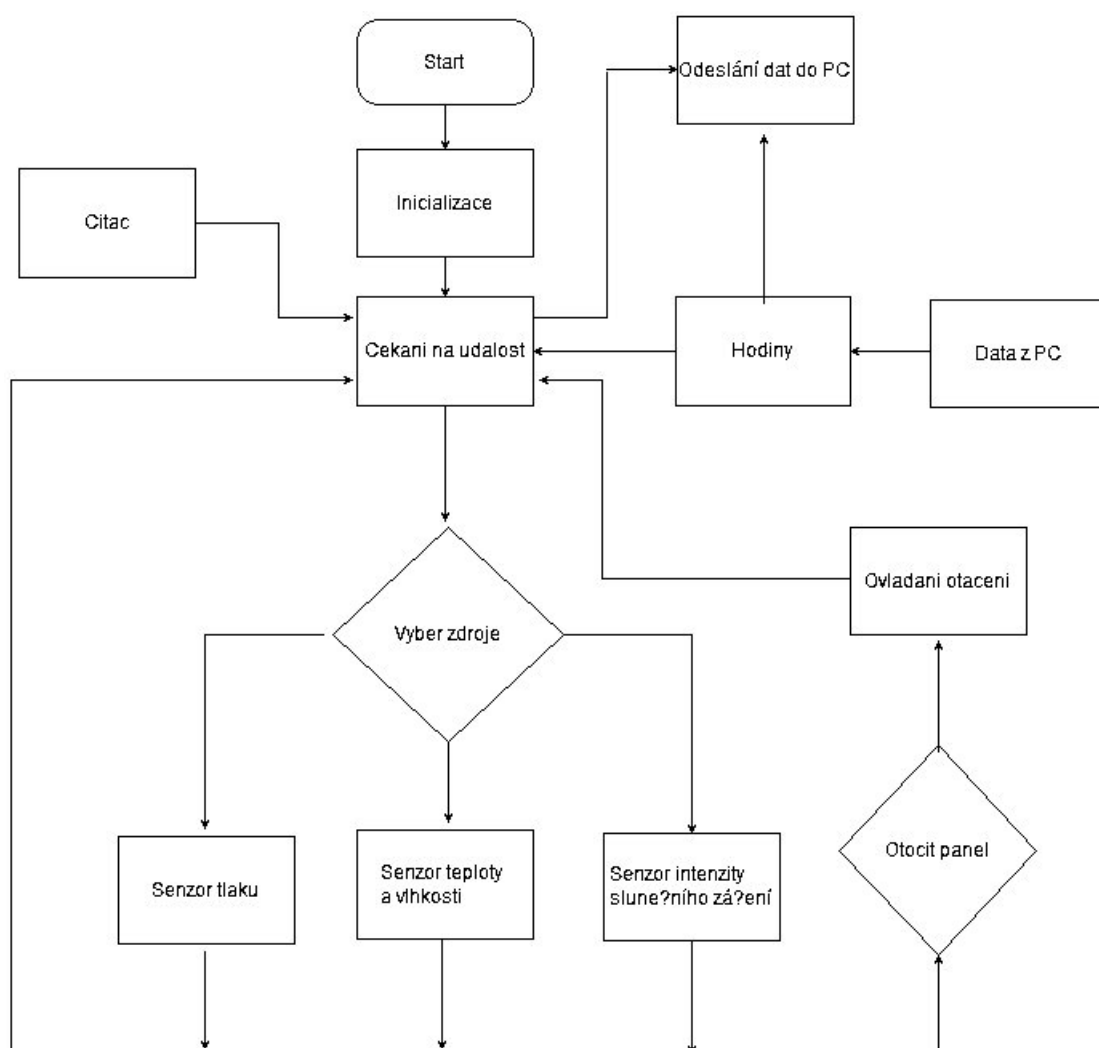 Start
Odeslání dat do PC
Inicializace
Citac
Cekani na udalost
Hodiny
Data z PC
Ovladani otaceni
Vyber zdroje
Otocit panel
Senzor tlaku
Senzor teploty
a vlhkosti
Senzor intenzity
slune?ního zá?ení